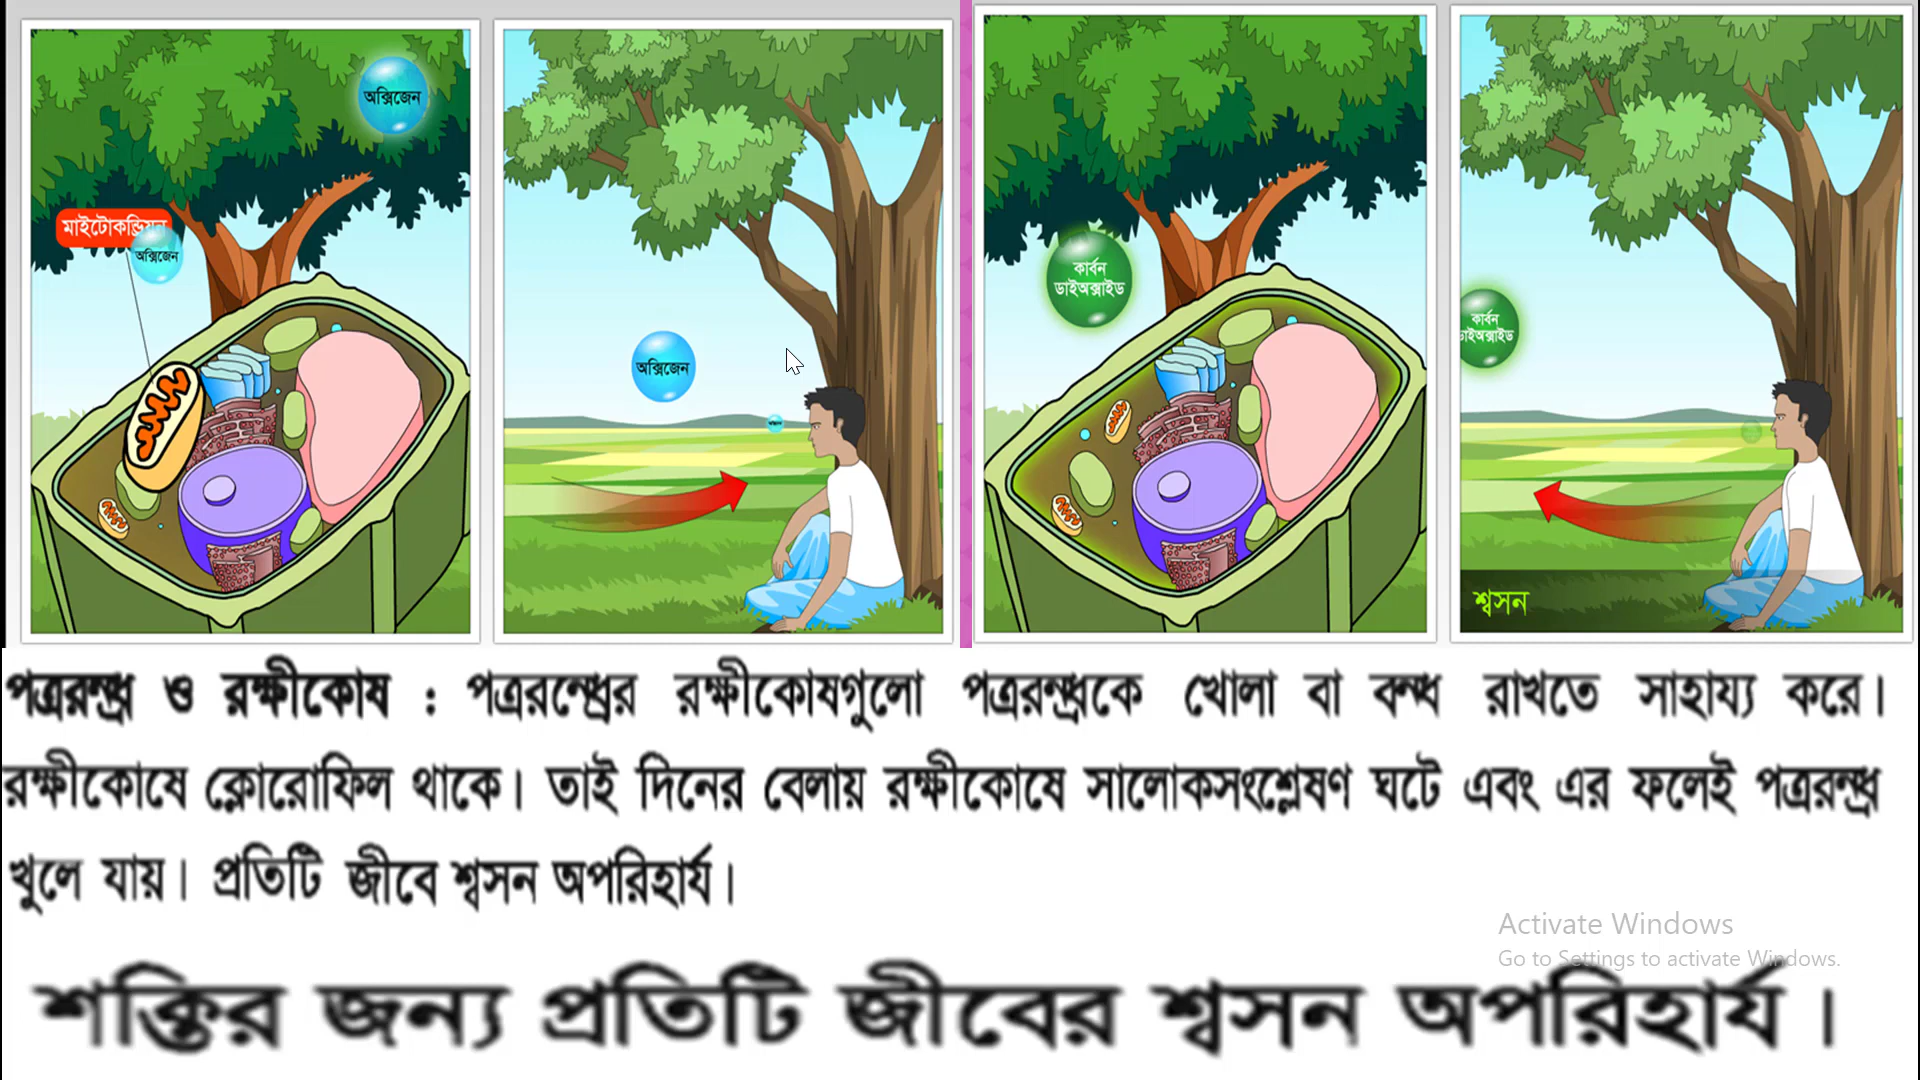 অক্সিজেন
মাইটোকন্ড্রিয়ন
অক্সিজেন
অক্সিজেন
কার্বন
ডাইঅক্সাইড
কার্বন
ডাইঅক্সাইড
শ্বসন
পত্ররন্ধ্র ও রক্ষীকোষ : পত্ররন্ধ্রের রক্ষীকোষগুলো পত্ররন্ধ্রকে খোলা বা বন্ধ রাখতে সাহায্য করে।
রক্ষীকোষে ক্লোরোফিল থাকে। তাই দিনের বেলায় রক্ষীকোষে সালোকসংশ্লেষণ ঘটে এবং এর ফলেই পত্ররন্ধ্র
খুলে যায়। প্রতিটি জীবে শ্বসন অপরিহার্য।
Activate Windows
Go to Settings to activate Windows.
শক্তির জন্য প্রতিটি জীবের শ্বসন অপরিহার্য।